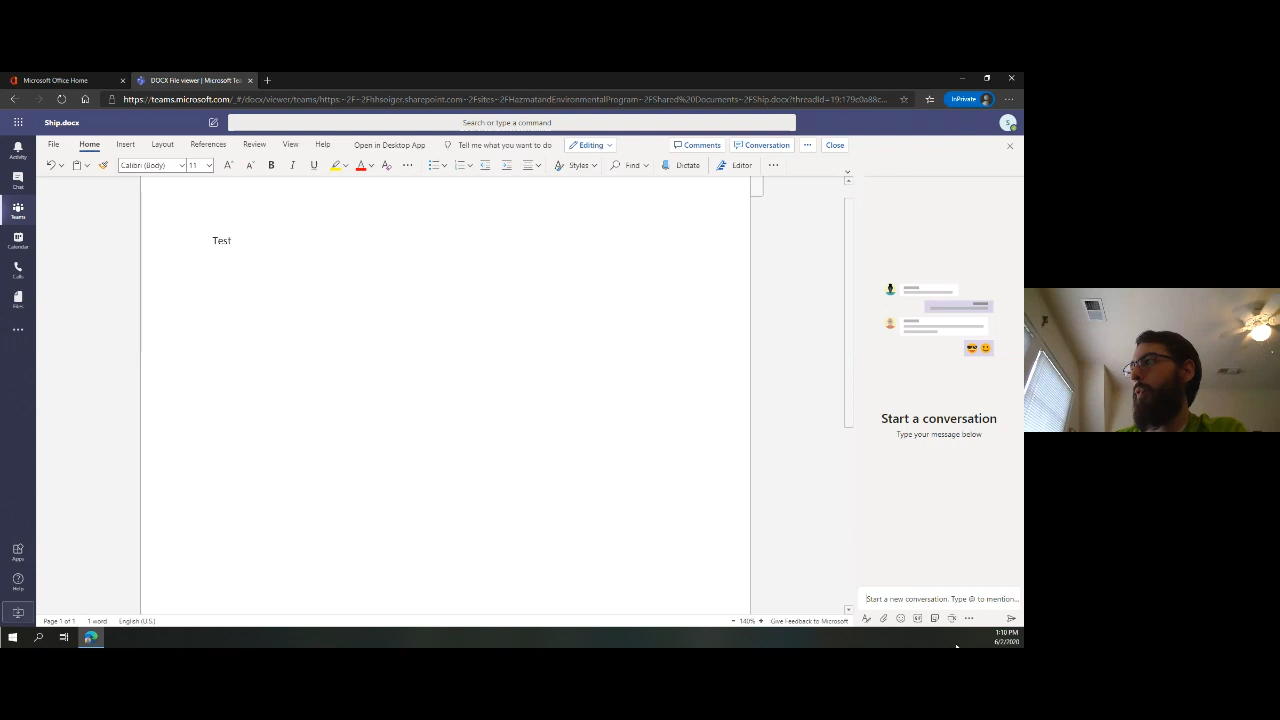 Microsoft Office Home
DOCX File viewer | Microsoft Tea
https://teams.microsoft.com/_#/docx/viewer/teams/https:~2F~2Fhhsoiger.sharepoint.com~2Fsites~2FHazmatandEnvironmentalProgram~2FShared%20Documents~2FShip.docx?threadId=19:179c0a88c...
InPrivate
Ship.docx
Search or type a command
S
Activity
Chat
Teams
Calendar
Calls
Files
Apps
Help
File Home Insert Layout References Review View Help Open in Desktop App Tell me what you want to do Editing Comments Conversation Close
Calibri (Body) 11 B I U A Styles Find Dictate Editor
Test
Start a conversation
Type your message below
Start a new conversation. Type @ to mention...
Page 1 of 1 1 word English (U.S.) 140% Give Feedback to Microsoft
1:10 PM
6/2/2020